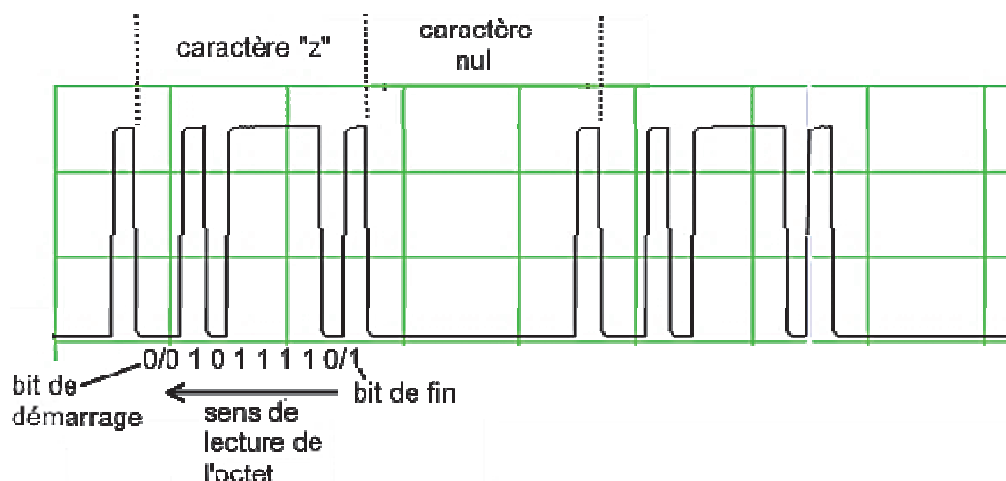 caractère "z"
caractère
nul
0/0 1 0 1 1 1 1 0/1
bit de
démarrage
bit de fin
sens de
lecture de
l'octet